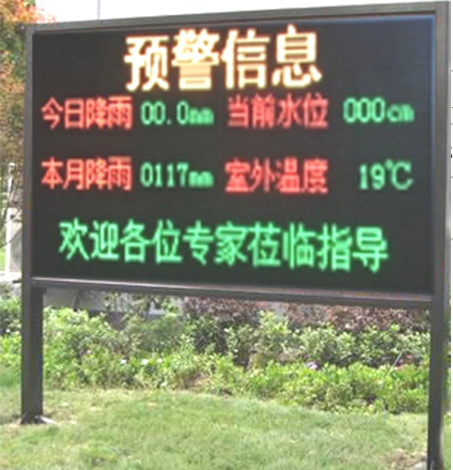 预警信息
今日降雨 00.0mm 当前水位 000cm
本月降雨 0117mm 室外温度 19℃
欢迎各位专家莅临指导